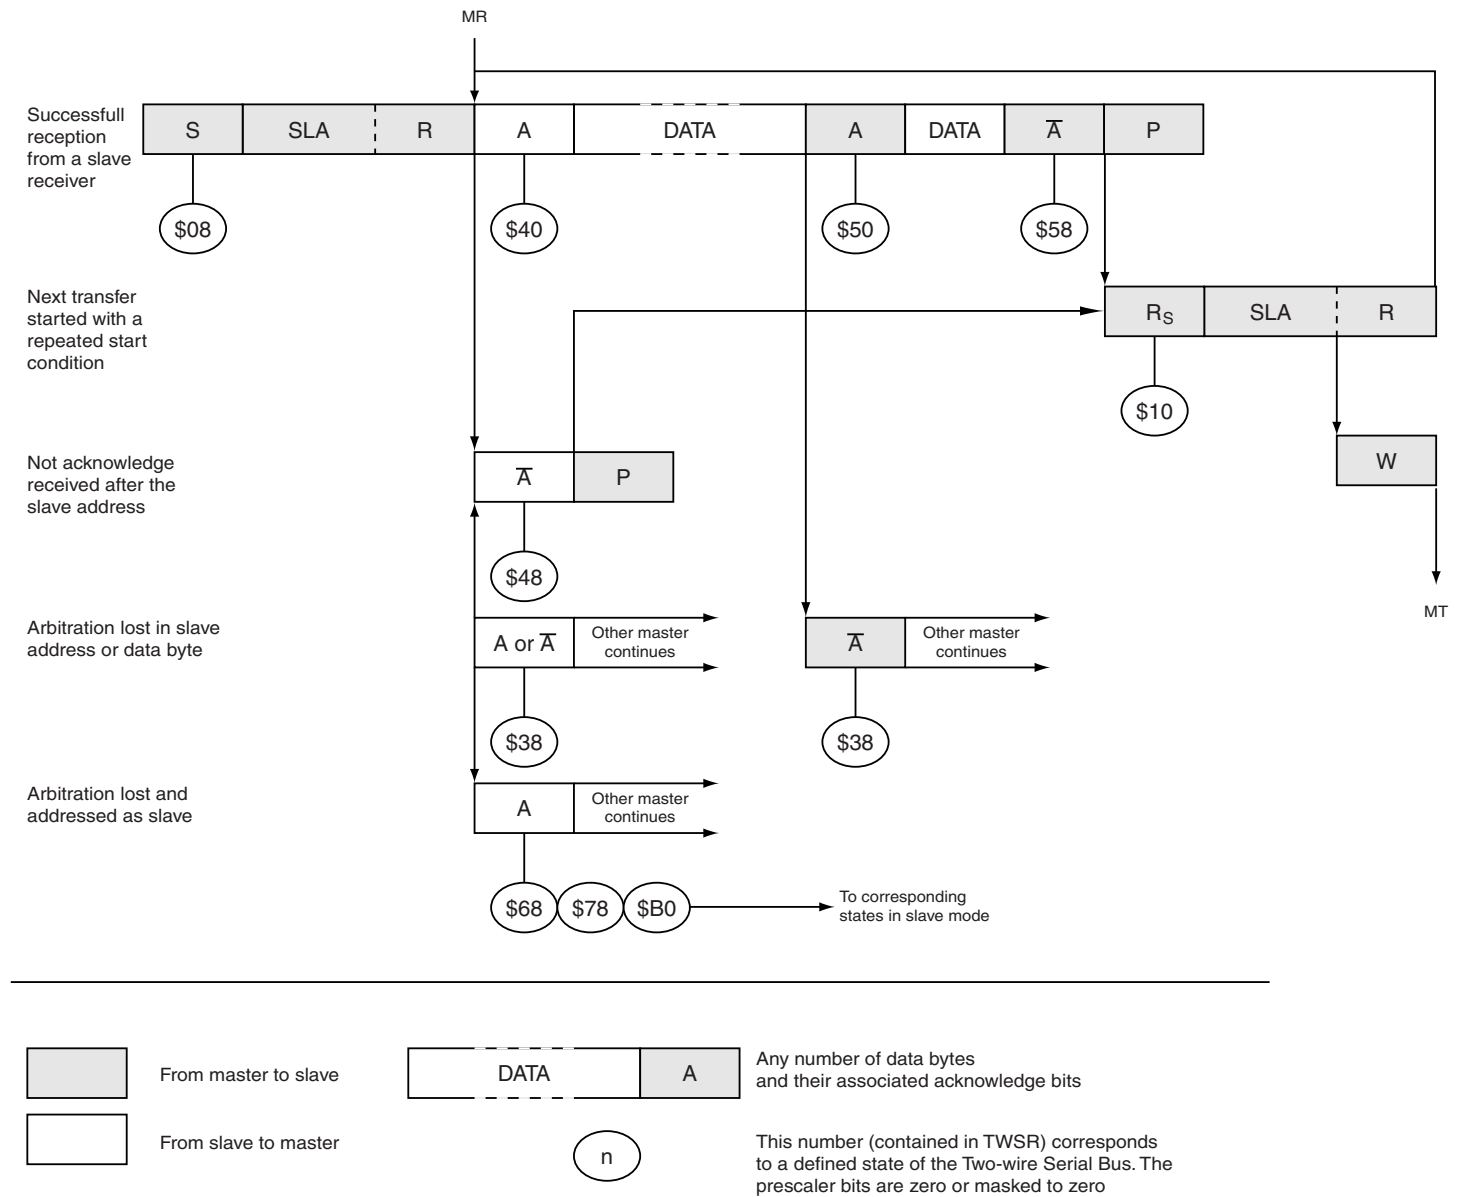 MR
Successfull
reception
from a slave
receiver
S SLA R A DATA A DATA A̅ P
$08 $40 $50 $58
Next transfer
started with a
repeated start
condition
RS SLA R
$10
Not acknowledge
received after the
slave address
A̅ P
W
$48
MT
Arbitration lost in slave
address or data byte
A or A̅
Other master
continues
A̅
Other master
continues
$38 $38
Arbitration lost and
addressed as slave
A
Other master
continues
$68 $78 $B0
To corresponding
states in slave mode
From master to slave
DATA A
Any number of data bytes
and their associated acknowledge bits
From slave to master
n
This number (contained in TWSR) corresponds
to a defined state of the Two-wire Serial Bus. The
prescaler bits are zero or masked to zero